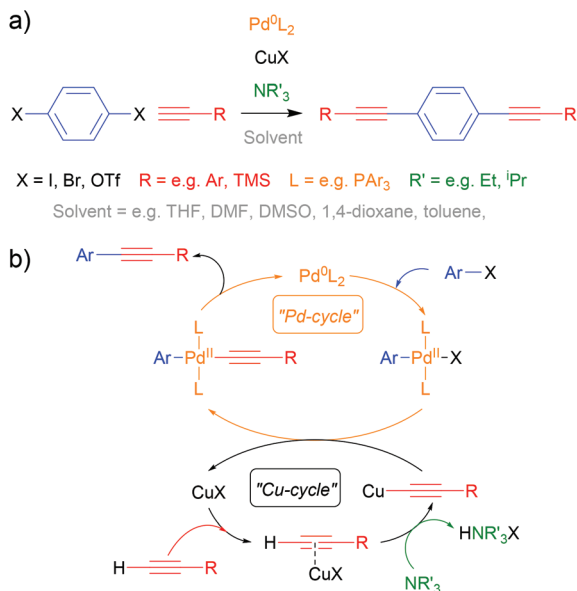 a)
Pd⁰L₂
CuX
NR'₃
X X R
Solvent
R R
X = I, Br, OTf R = e.g. Ar, TMS L = e.g. PAr₃ R' = e.g. Et, ⁱPr
Solvent = e.g. THF, DMF, DMSO, 1,4-dioxane, toluene,
b)
Ar R
Pd⁰L₂
Ar X
"Pd-cycle"
L
Ar Pdᴵᴵ R
L
L
Ar Pdᴵᴵ X
L
CuX
"Cu-cycle"
Cu R
H R
H R
CuX
HNR'₃X
NR'₃